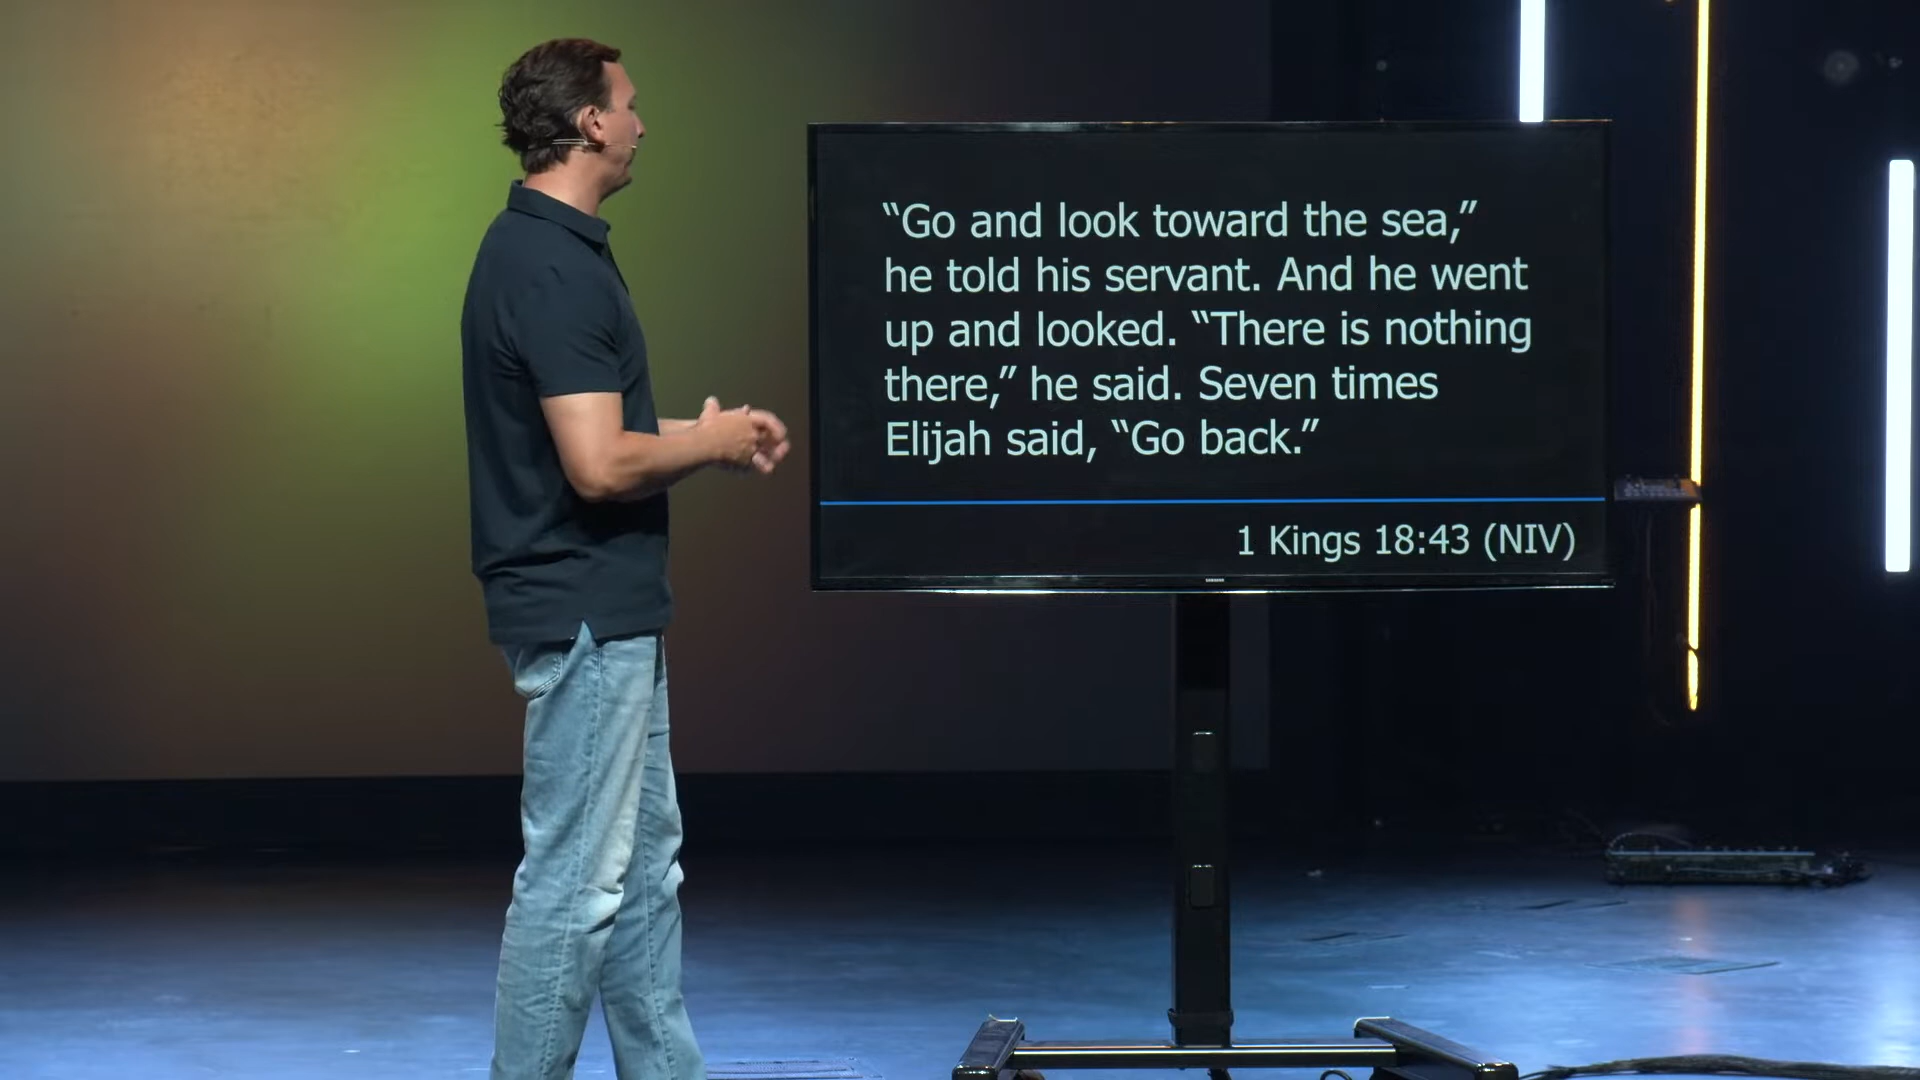 “Go and look toward the sea,”
he told his servant. And he went
up and looked. “There is nothing
there,” he said. Seven times
Elijah said, “Go back.”
1 Kings 18:43 (NIV)
SAMSUNG